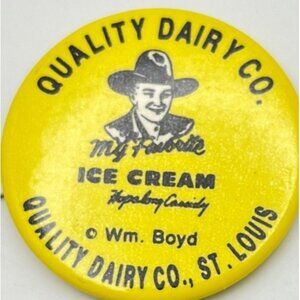 QUALITY DAIRY CO.
My Favorite
ICE CREAM
Hopalong Cassidy
© Wm. Boyd
QUALITY DAIRY CO., ST. LOUIS